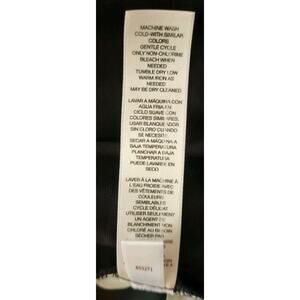 MACHINE WASH
COLD-WITH SIMILAR
COLORS
GENTLE CYCLE
ONLY NON-CHLORINE
BLEACH WHEN
NEEDED
TUMBLE DRY LOW
WARM IRON AS
NEEDED
MAY BE DRY CLEANED
LAVAR A MÁQUINA CON
AGUA FRIA EN
CICLO SUAVE CON
COLORES SIMILARES,
USAR BLANQUEADOR
SIN CLORO CUANDO
SE NECESITE
SECAR A MÁQUINA A
BAJA TEMPERATURA
PLANCHAR A BAJA
TEMPERATURA
PUEDE LAVARSE EN
SECO
LAVER À LA MACHINE À
L'EAU FROIDE AVEC
DES VÊTEMENTS DE
COULEURS
SEMBLABLES
CYCLE DÉLICAT
UTILISER SEULEMENT
UN AGENT DE
BLANCHIMENT NON
CHLORÉ AU BESOIN
SÉCHER PAR